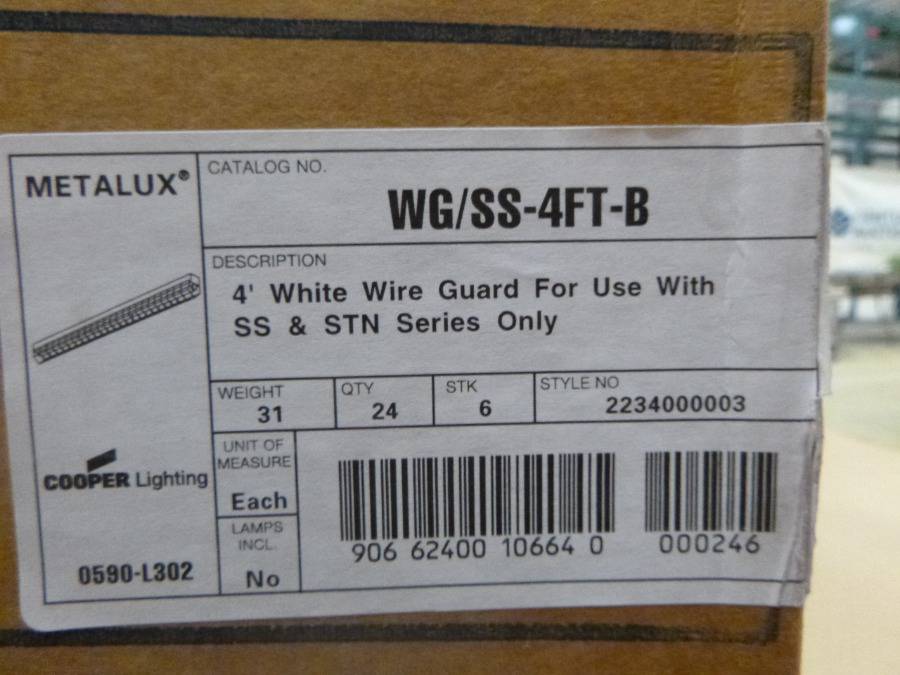 METALUX®
CATALOG NO.
WG/SS-4FT-B
DESCRIPTION
4' White Wire Guard For Use With
SS & STN Series Only
WEIGHT
31
QTY
24
STK
6
STYLE NO
2234000003
COOPER Lighting
0590-L302
UNIT OF
MEASURE
Each
LAMPS
INCL.
No
906 62400 10664 0
000246